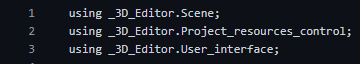 1 using _3D_Editor.Scene;
2 using _3D_Editor.Project_resources_control;
3 using _3D_Editor.User_interface;